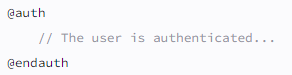 @auth
// The user is authenticated...
@endauth